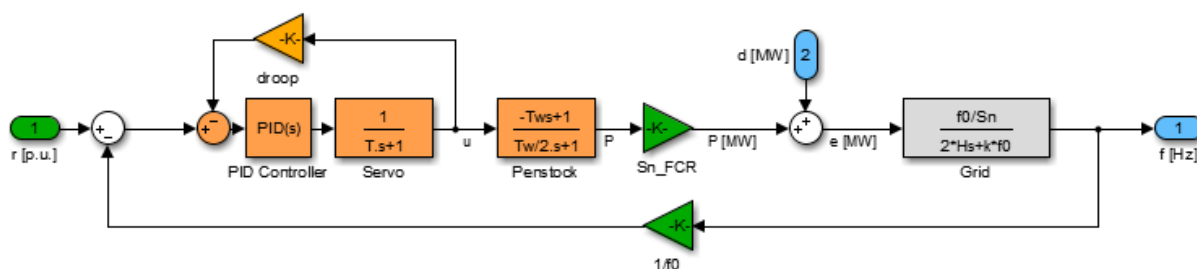 -K-
droop
d [MW]
2
1
r [p.u.]
+
−
−
+
−
PID(s)
PID Controller
1
T.s+1
Servo
u
-Tws+1
Tw/2.s+1
Penstock
P
-K-
Sn_FCR
P[MW]
+
+
e [MW]
f0/Sn
2*Hs+k*f0
Grid
1
f [Hz]
-K-
1/f0